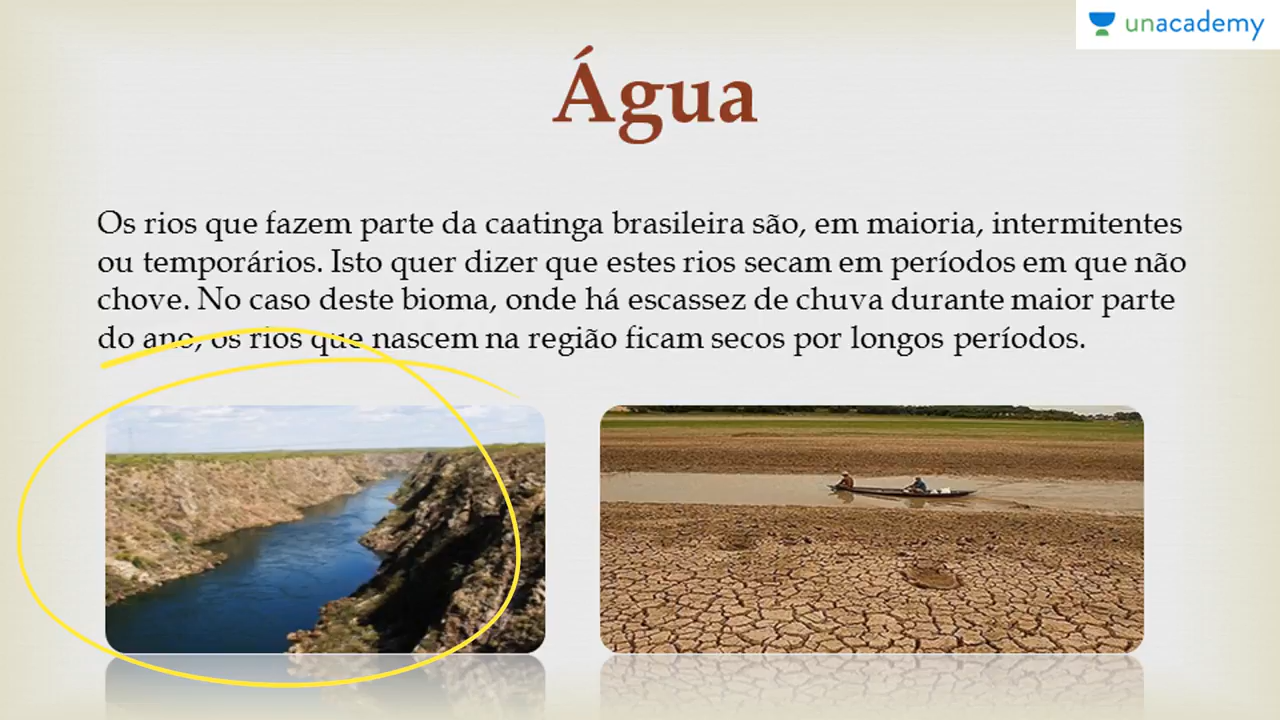 unacademy
Água
Os rios que fazem parte da caatinga brasileira são, em maioria, intermitentes
ou temporários. Isto quer dizer que estes rios secam em períodos em que não
chove. No caso deste bioma, onde há escassez de chuva durante maior parte
do ano, os rios que nascem na região ficam secos por longos períodos.